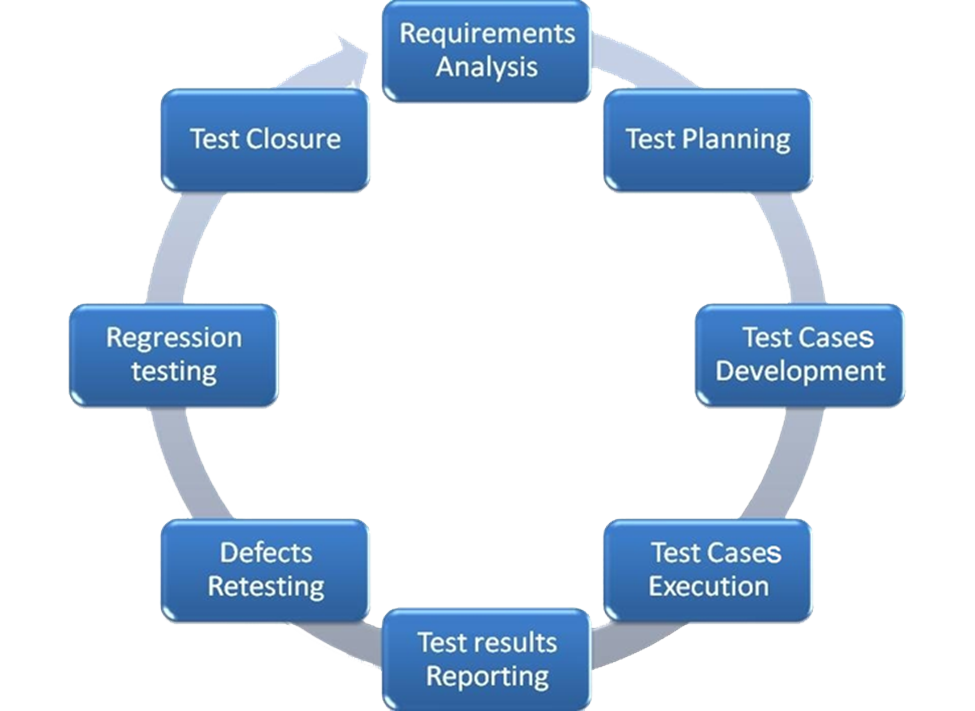 Requirements
Analysis
Test Planning
Test Cases
Development
Test Cases
Execution
Test results
Reporting
Defects
Retesting
Regression
testing
Test Closure